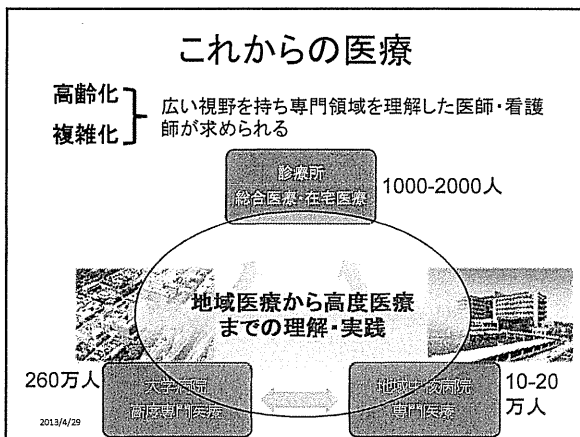 これからの医療
高齢化
複雑化
広い視野を持ち専門領域を理解した医師・看護
師が求められる
診療所
総合医療・在宅医療
1000-2000人
地域医療から高度医療
までの理解・実践
260万人
大学病院
高度専門医療
地域中核病院
専門医療
10-20
万人
2013/4/29